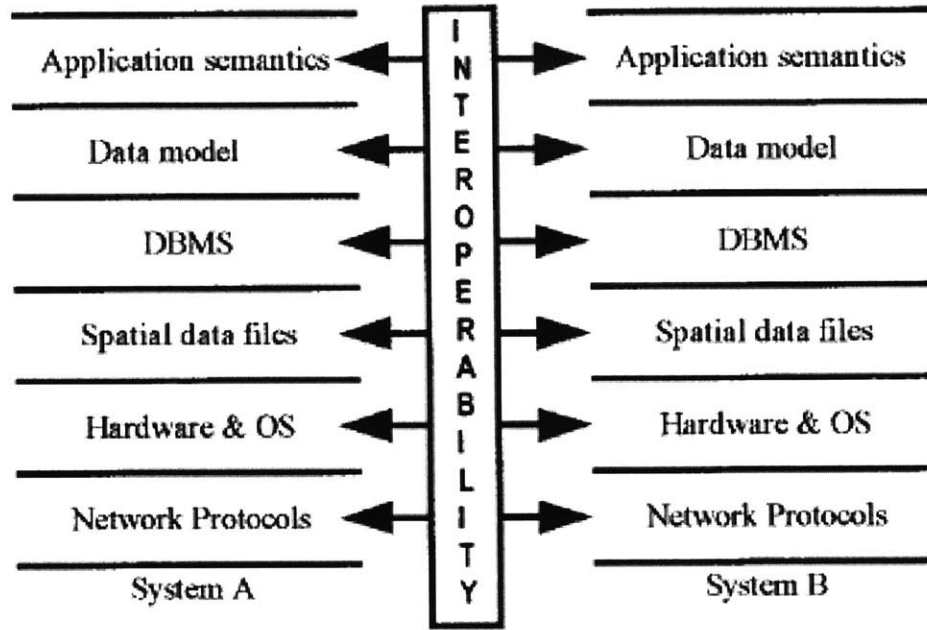 Application semantics
Data model
DBMS
Spatial data files
Hardware & OS
Network Protocols
System A
INTEROPERABILITY
Application semantics
Data model
DBMS
Spatial data files
Hardware & OS
Network Protocols
System B